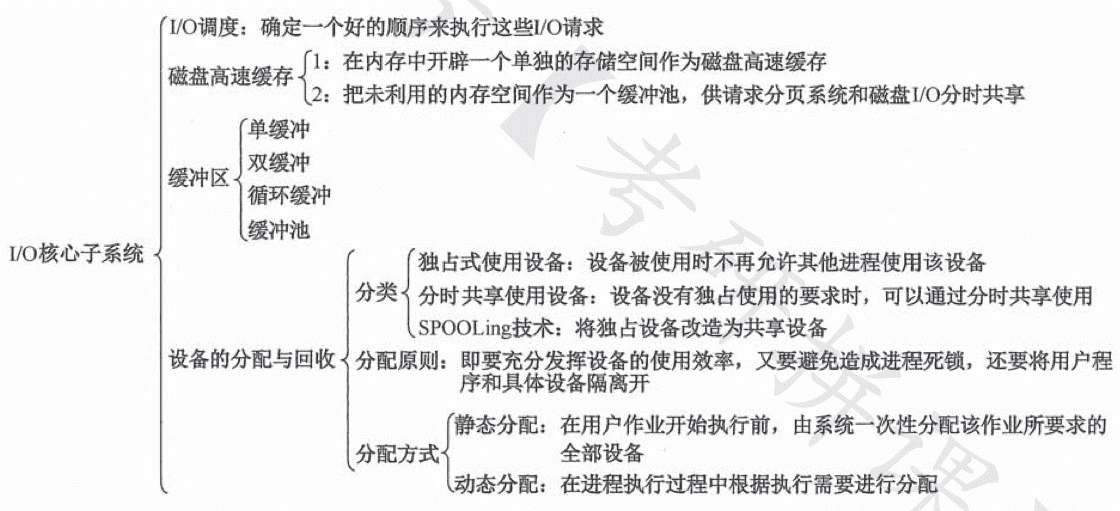 I/O核心子系统
I/O调度：确定一个好的顺序来执行这些I/O请求
磁盘高速缓存
1：在内存中开辟一个单独的存储空间作为磁盘高速缓存
2：把未利用的内存空间作为一个缓冲池，供请求分页系统和磁盘I/O分时共享
缓冲区
单缓冲
双缓冲
循环缓冲
缓冲池
设备的分配与回收
分类
独占式使用设备：设备被使用时不再允许其他进程使用该设备
分时共享使用设备：设备没有独占使用的要求时，可以通过分时共享使用
SPOOLing技术：将独占设备改造为共享设备
分配原则：即要充分发挥设备的使用效率，又要避免造成进程死锁，还要将用户程
序和具体设备隔离开
分配方式
静态分配：在用户作业开始执行前，由系统一次性分配该作业所要求的
全部设备
动态分配：在进程执行过程中根据执行需要进行分配
【考研拼课